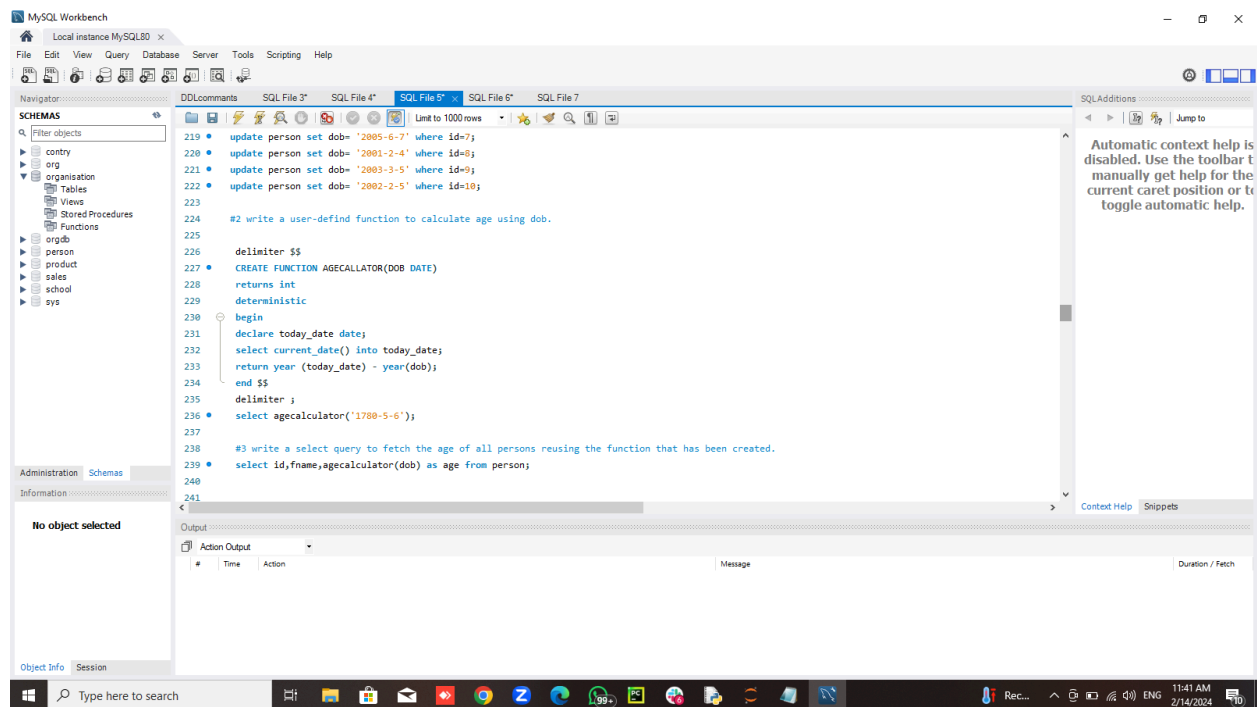 MySQL Workbench
Local instance MySQL80
File Edit View Query Database Server Tools Scripting Help
Navigator
SCHEMAS
Filter objects
contry
org
organisation
Tables
Views
Stored Procedures
Functions
orgdb
person
product
sales
school
sys
Administration Schemas
Information
No object selected
Object Info Session
DDLcommants SQL File 3* SQL File 4* SQL File 5* SQL File 6* SQL File 7
Limit to 1000 rows
219 update person set dob= '2005-6-7' where id=7;
220 update person set dob= '2001-2-4' where id=8;
221 update person set dob= '2003-3-5' where id=9;
222 update person set dob= '2002-2-5' where id=10;
223
224 #2 write a user-defind function to calculate age using dob.
225
226 delimiter $$
227 CREATE FUNCTION AGECALLATOR(DOB DATE)
228 returns int
229 deterministic
230 begin
231 declare today_date date;
232 select current_date() into today_date;
233 return year (today_date) - year(dob);
234 end $$
235 delimiter ;
236 select agecalculator('1780-5-6');
237
238 #3 write a select query to fetch the age of all persons reusing the function that has been created.
239 select id,fname,agecalculator(dob) as age from person;
240
241
Output
Action Output
# Time Action Message Duration / Fetch
SQLAdditions
Jump to
Automatic context help is
disabled. Use the toolbar t
manually get help for the
current caret position or to
toggle automatic help.
Context Help Snippets
Type here to search
99+
PC
6
Rec...
ENG
11:41 AM
2/14/2024
10